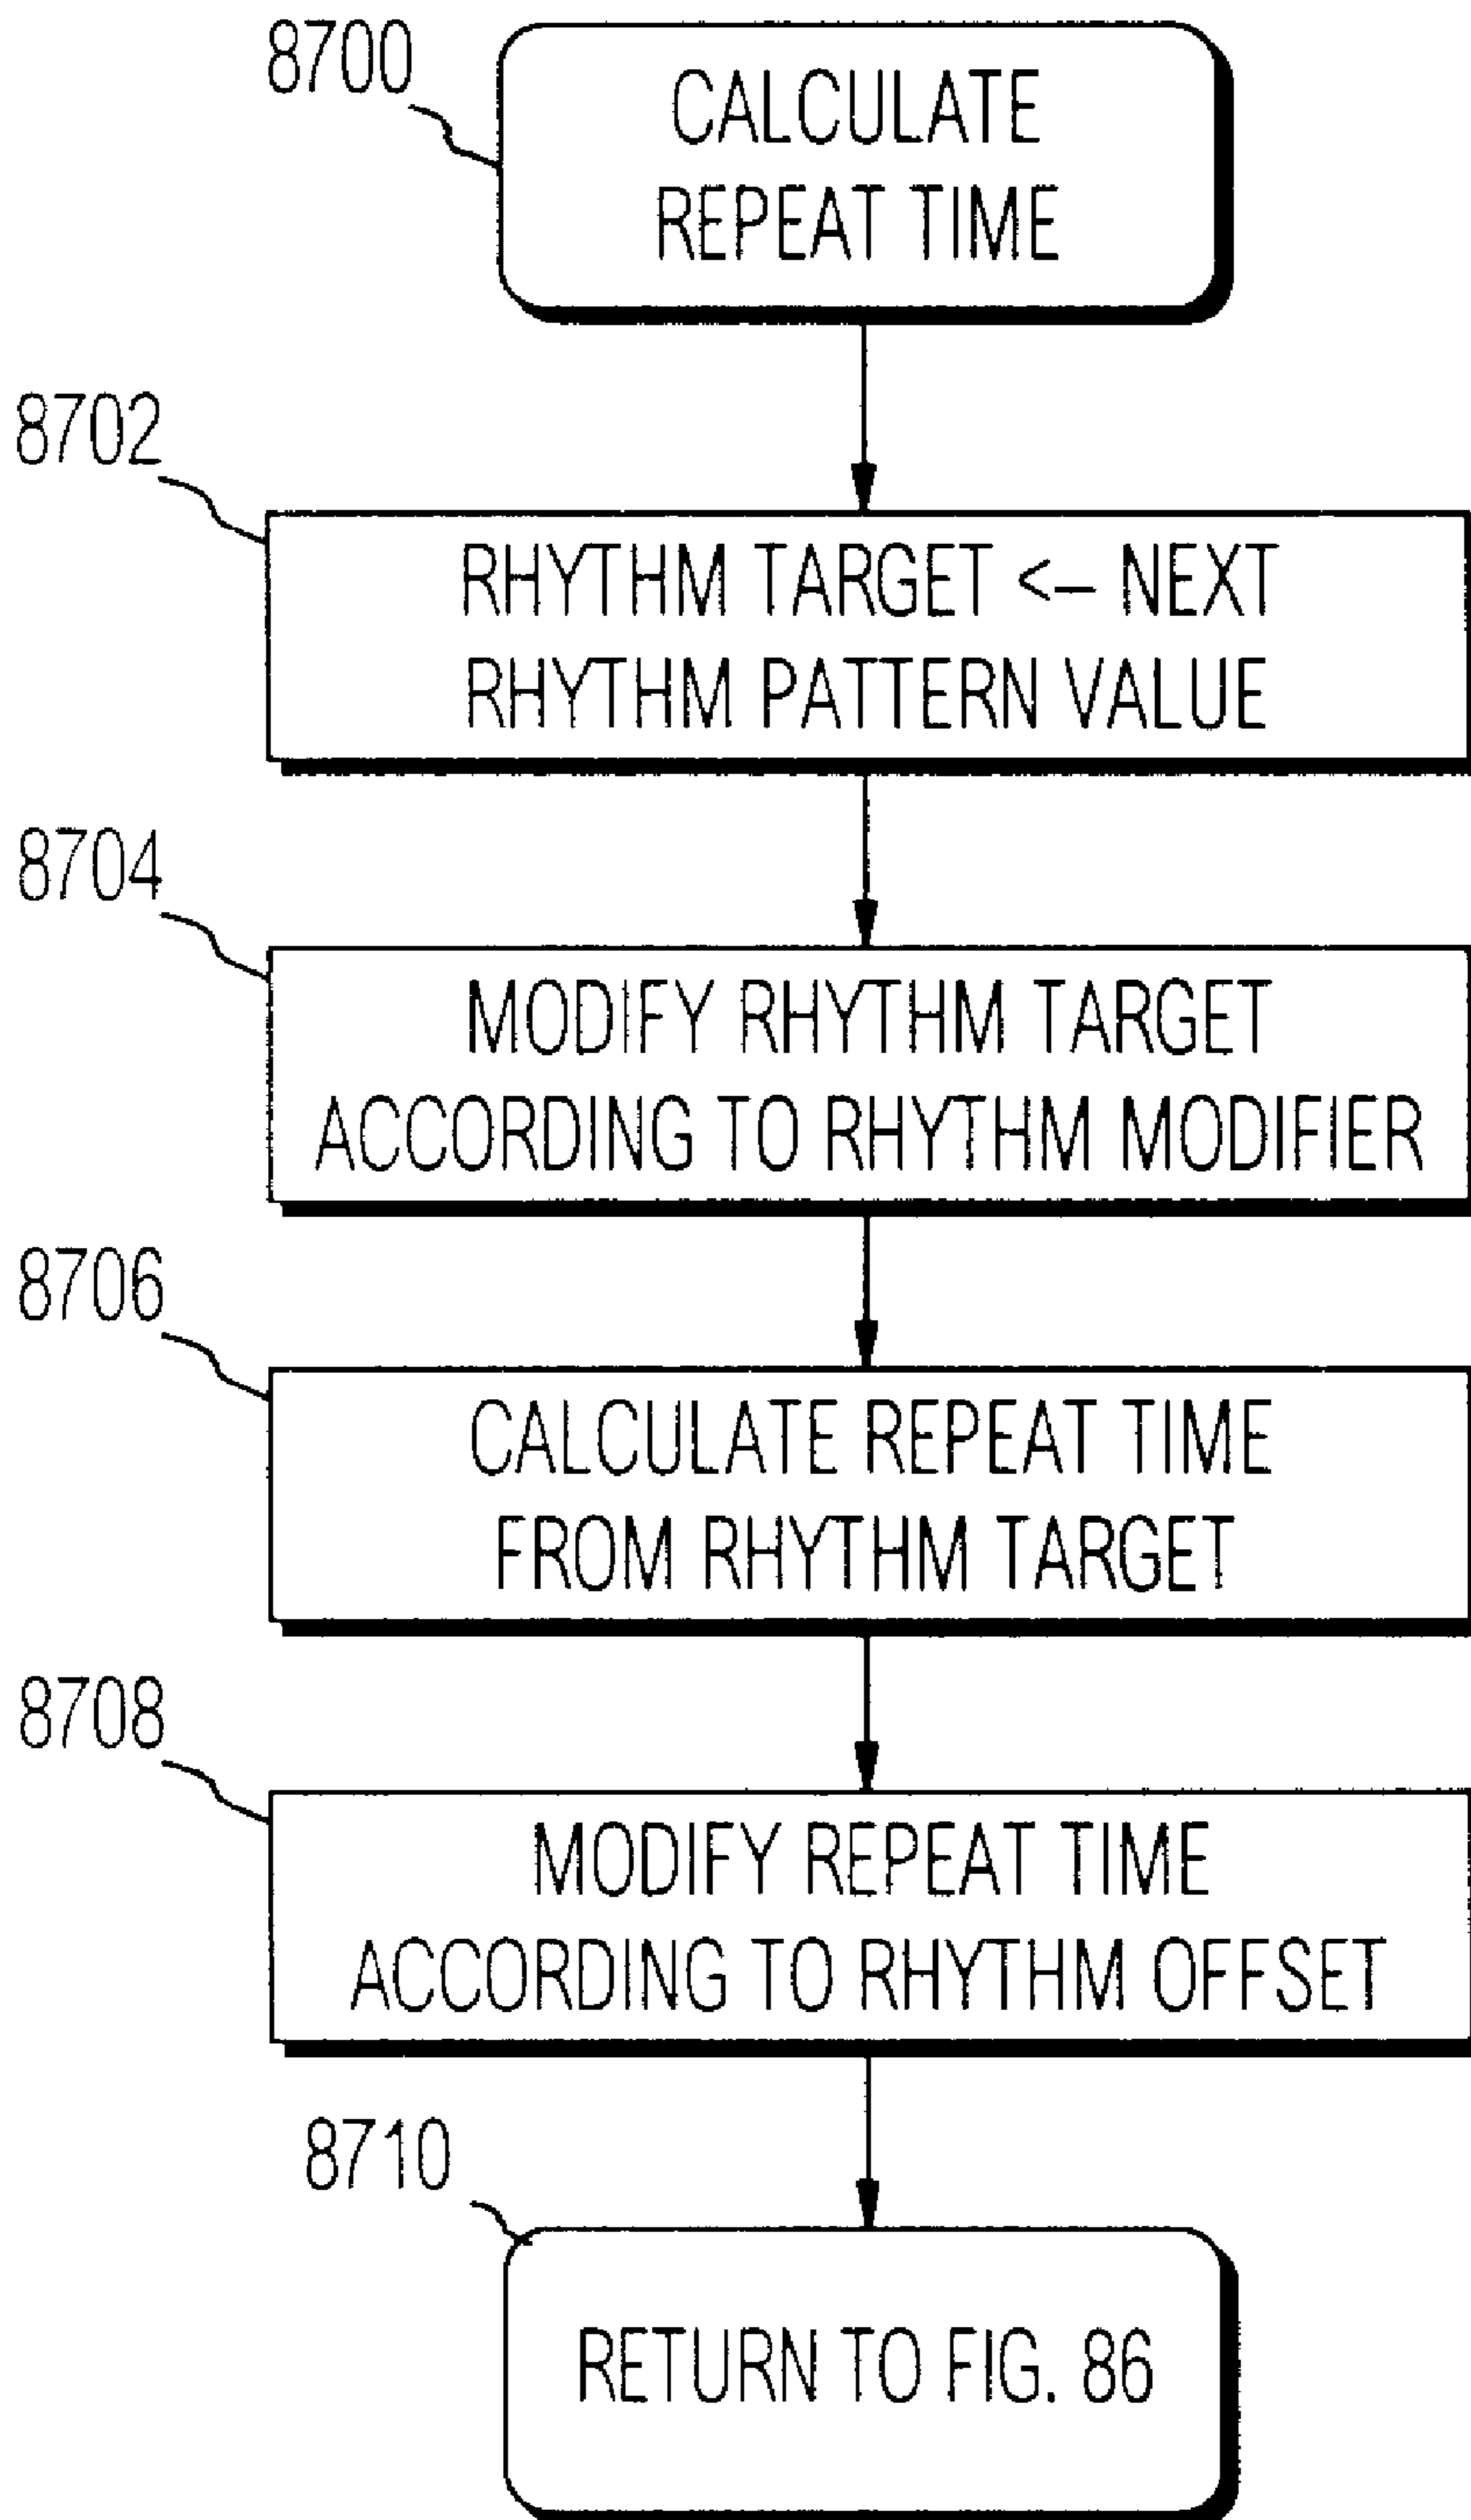 8700
CALCULATE
REPEAT TIME
8702
RHYTHM TARGET <– NEXT
RHYTHM PATTERN VALUE
8704
MODIFY RHYTHM TARGET
ACCORDING TO RHYTHM MODIFIER
8706
CALCULATE REPEAT TIME
FROM RHYTHM TARGET
8708
MODIFY REPEAT TIME
ACCORDING TO RHYTHM OFFSET
8710
RETURN TO FIG. 86